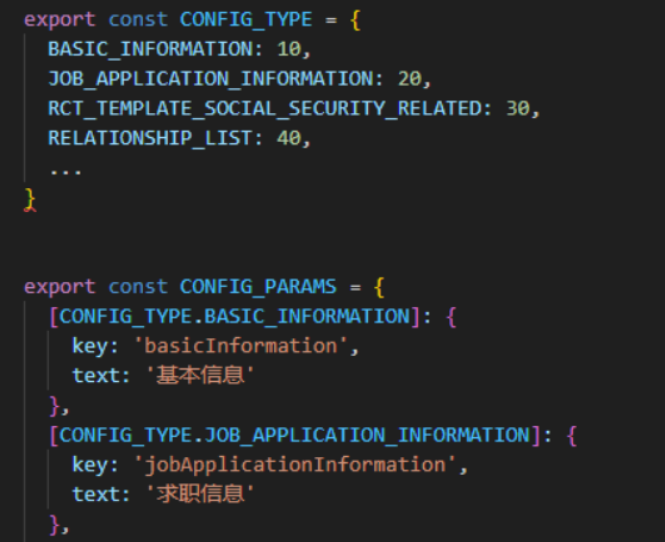 export const CONFIG_TYPE = {
BASIC_INFORMATION: 10,
JOB_APPLICATION_INFORMATION: 20,
RCT_TEMPLATE_SOCIAL_SECURITY_RELATED: 30,
RELATIONSHIP_LIST: 40,
...
}
export const CONFIG_PARAMS = {
[CONFIG_TYPE.BASIC_INFORMATION]: {
key: 'basicInformation',
text: '基本信息'
},
[CONFIG_TYPE.JOB_APPLICATION_INFORMATION]: {
key: 'jobApplicationInformation',
text: '求职信息'
},